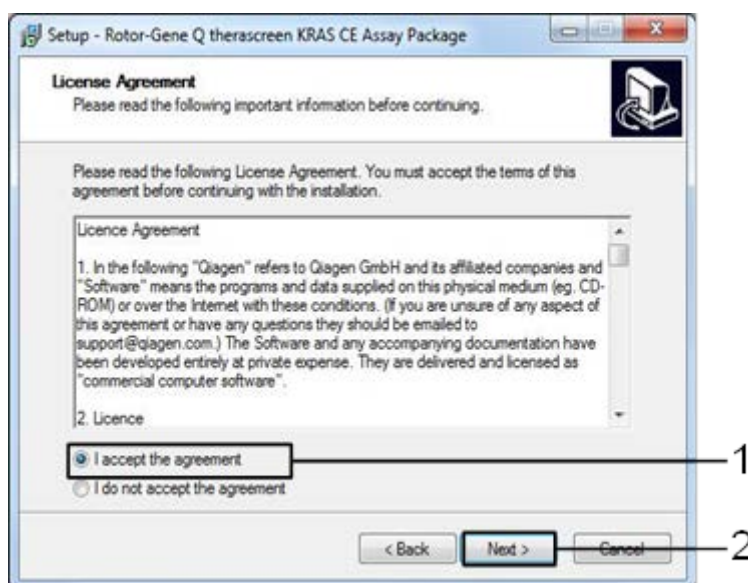 Setup - Rotor-Gene Q therascreen KRAS CE Assay Package
License Agreement
Please read the following important information before continuing.
Please read the following License Agreement. You must accept the terms of this
agreement before continuing with the installation.
Licence Agreement
1. In the following "Qiagen" refers to Qiagen GmbH and its affiliated companies and
"Software" means the programs and data supplied on this physical medium (eg. CD-
ROM) or over the Internet with these conditions. (If you are unsure of any aspect of
this agreement or have any questions they should be emailed to
support@qiagen.com.) The Software and any accompanying documentation have
been developed entirely at private expense. They are delivered and licensed as
"commercial computer software".
2. Licence
I accept the agreement
1
I do not accept the agreement
< Back
Next >
Cancel
2